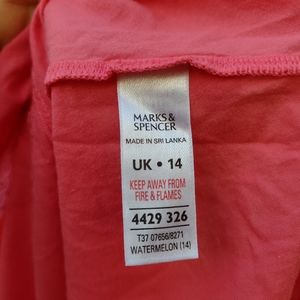 MARKS &
SPENCER
MADE IN SRI LANKA
UK • 14
KEEP AWAY FROM
FIRE & FLAMES
4429 326
T37 07656/8271
WATERMELON (14)